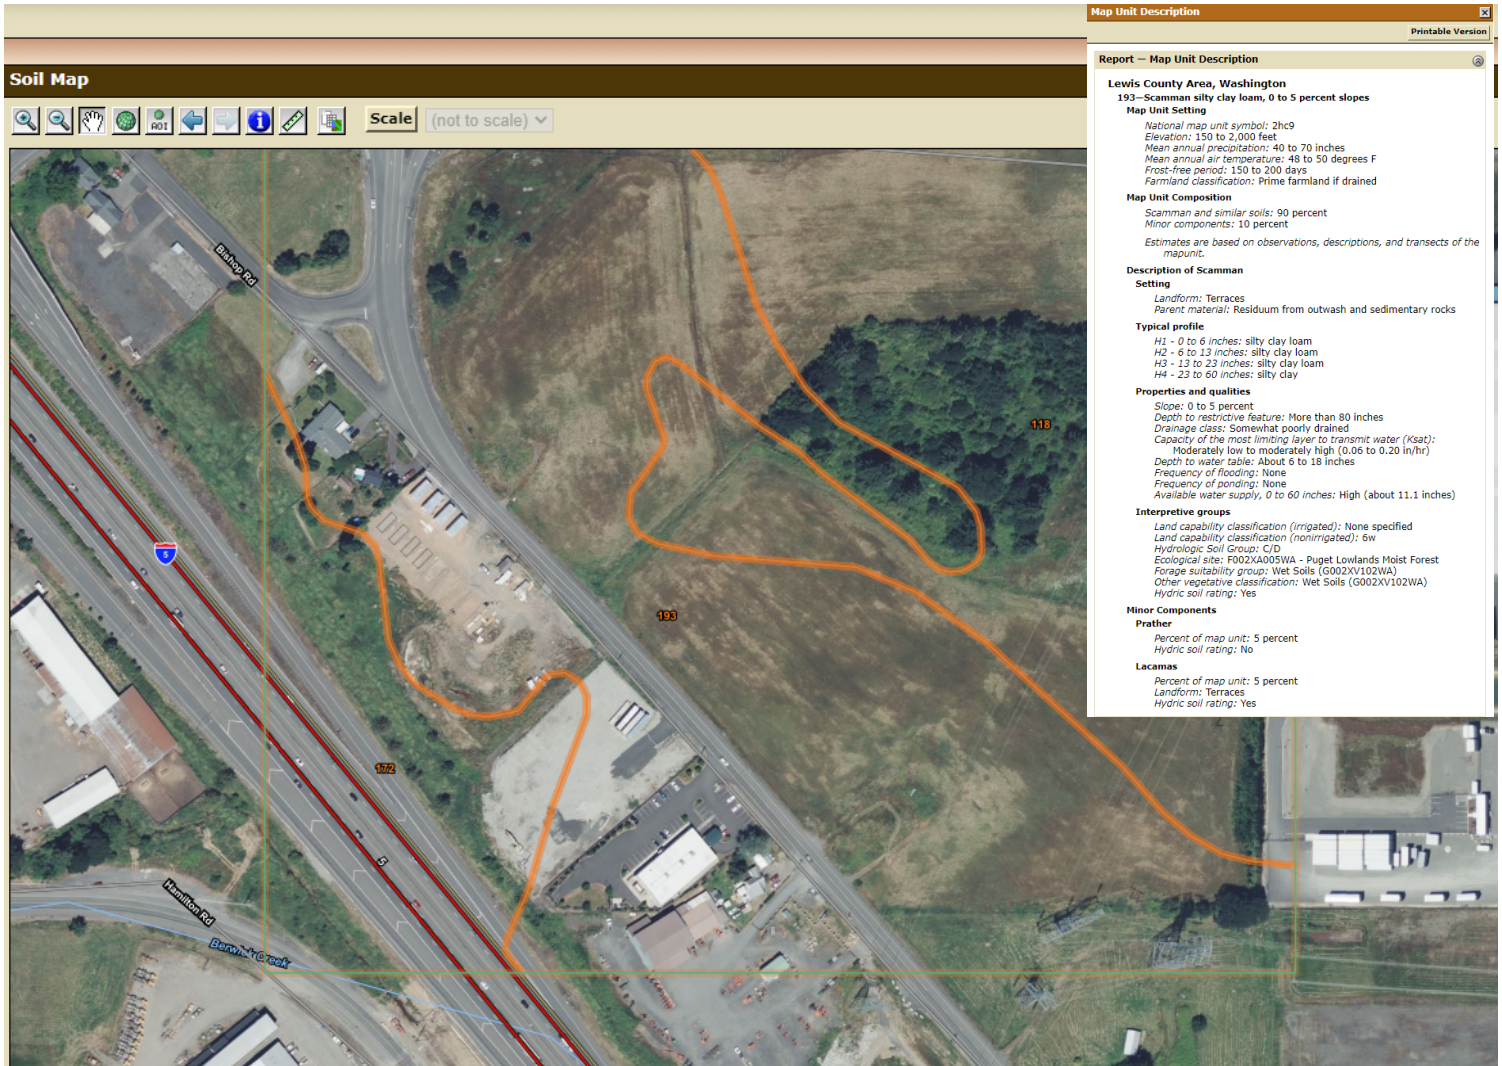 Soil Map
AOI
Scale
(not to scale)
Bishop Rd
118
5
193
172
5
Hamilton Rd
Berwick Creek
Map Unit Description
Printable Version
Report — Map Unit Description
Lewis County Area, Washington
193—Scamman silty clay loam, 0 to 5 percent slopes
Map Unit Setting
National map unit symbol: 2hc9
Elevation: 150 to 2,000 feet
Mean annual precipitation: 40 to 70 inches
Mean annual air temperature: 48 to 50 degrees F
Frost-free period: 150 to 200 days
Farmland classification: Prime farmland if drained
Map Unit Composition
Scamman and similar soils: 90 percent
Minor components: 10 percent
Estimates are based on observations, descriptions, and transects of the
mapunit.
Description of Scamman
Setting
Landform: Terraces
Parent material: Residuum from outwash and sedimentary rocks
Typical profile
H1 - 0 to 6 inches: silty clay loam
H2 - 6 to 13 inches: silty clay loam
H3 - 13 to 23 inches: silty clay loam
H4 - 23 to 60 inches: silty clay
Properties and qualities
Slope: 0 to 5 percent
Depth to restrictive feature: More than 80 inches
Drainage class: Somewhat poorly drained
Capacity of the most limiting layer to transmit water (Ksat):
Moderately low to moderately high (0.06 to 0.20 in/hr)
Depth to water table: About 6 to 18 inches
Frequency of flooding: None
Frequency of ponding: None
Available water supply, 0 to 60 inches: High (about 11.1 inches)
Interpretive groups
Land capability classification (irrigated): None specified
Land capability classification (nonirrigated): 6w
Hydrologic Soil Group: C/D
Ecological site: F002XA005WA - Puget Lowlands Moist Forest
Forage suitability group: Wet Soils (G002XV102WA)
Other vegetative classification: Wet Soils (G002XV102WA)
Hydric soil rating: Yes
Minor Components
Prather
Percent of map unit: 5 percent
Hydric soil rating: No
Lacamas
Percent of map unit: 5 percent
Landform: Terraces
Hydric soil rating: Yes